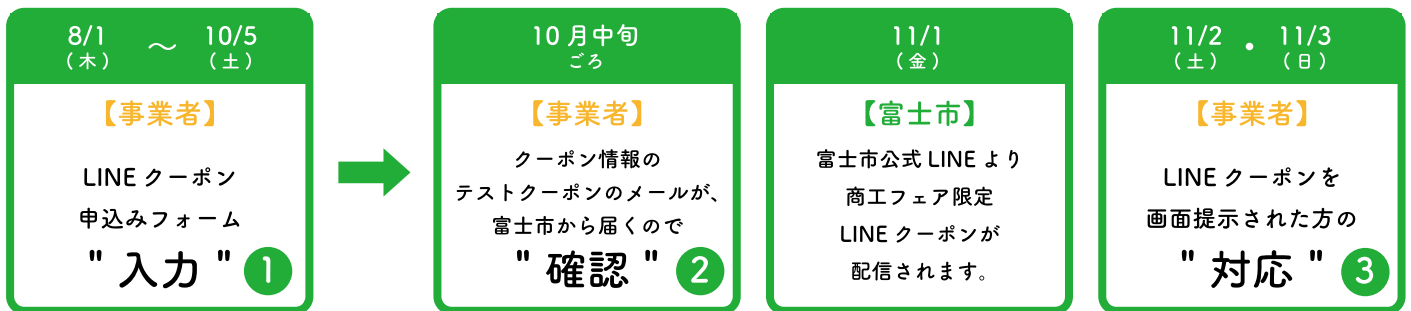 8/1 ～ 10/5
（木） （土）
【事業者】
LINE クーポン
申込みフォーム
" 入力 " 1
10 月中旬
ごろ
【事業者】
クーポン情報の
テストクーポンのメールが、
富士市から届くので
" 確認 " 2
11/1
（金）
【富士市】
富士市公式 LINE より
商工フェア限定
LINE クーポンが
配信されます。
11/2 ・ 11/3
（土） （日）
【事業者】
LINE クーポンを
画面提示された方の
" 対応 " 3